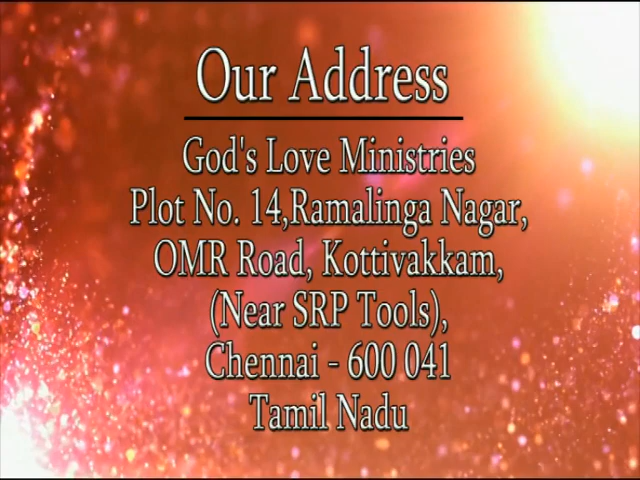 Our Address
God's Love Ministries
Plot No. 14,Ramalinga Nagar,
OMR Road, Kottivakkam,
(Near SRP Tools),
Chennai - 600 041
Tamil Nadu